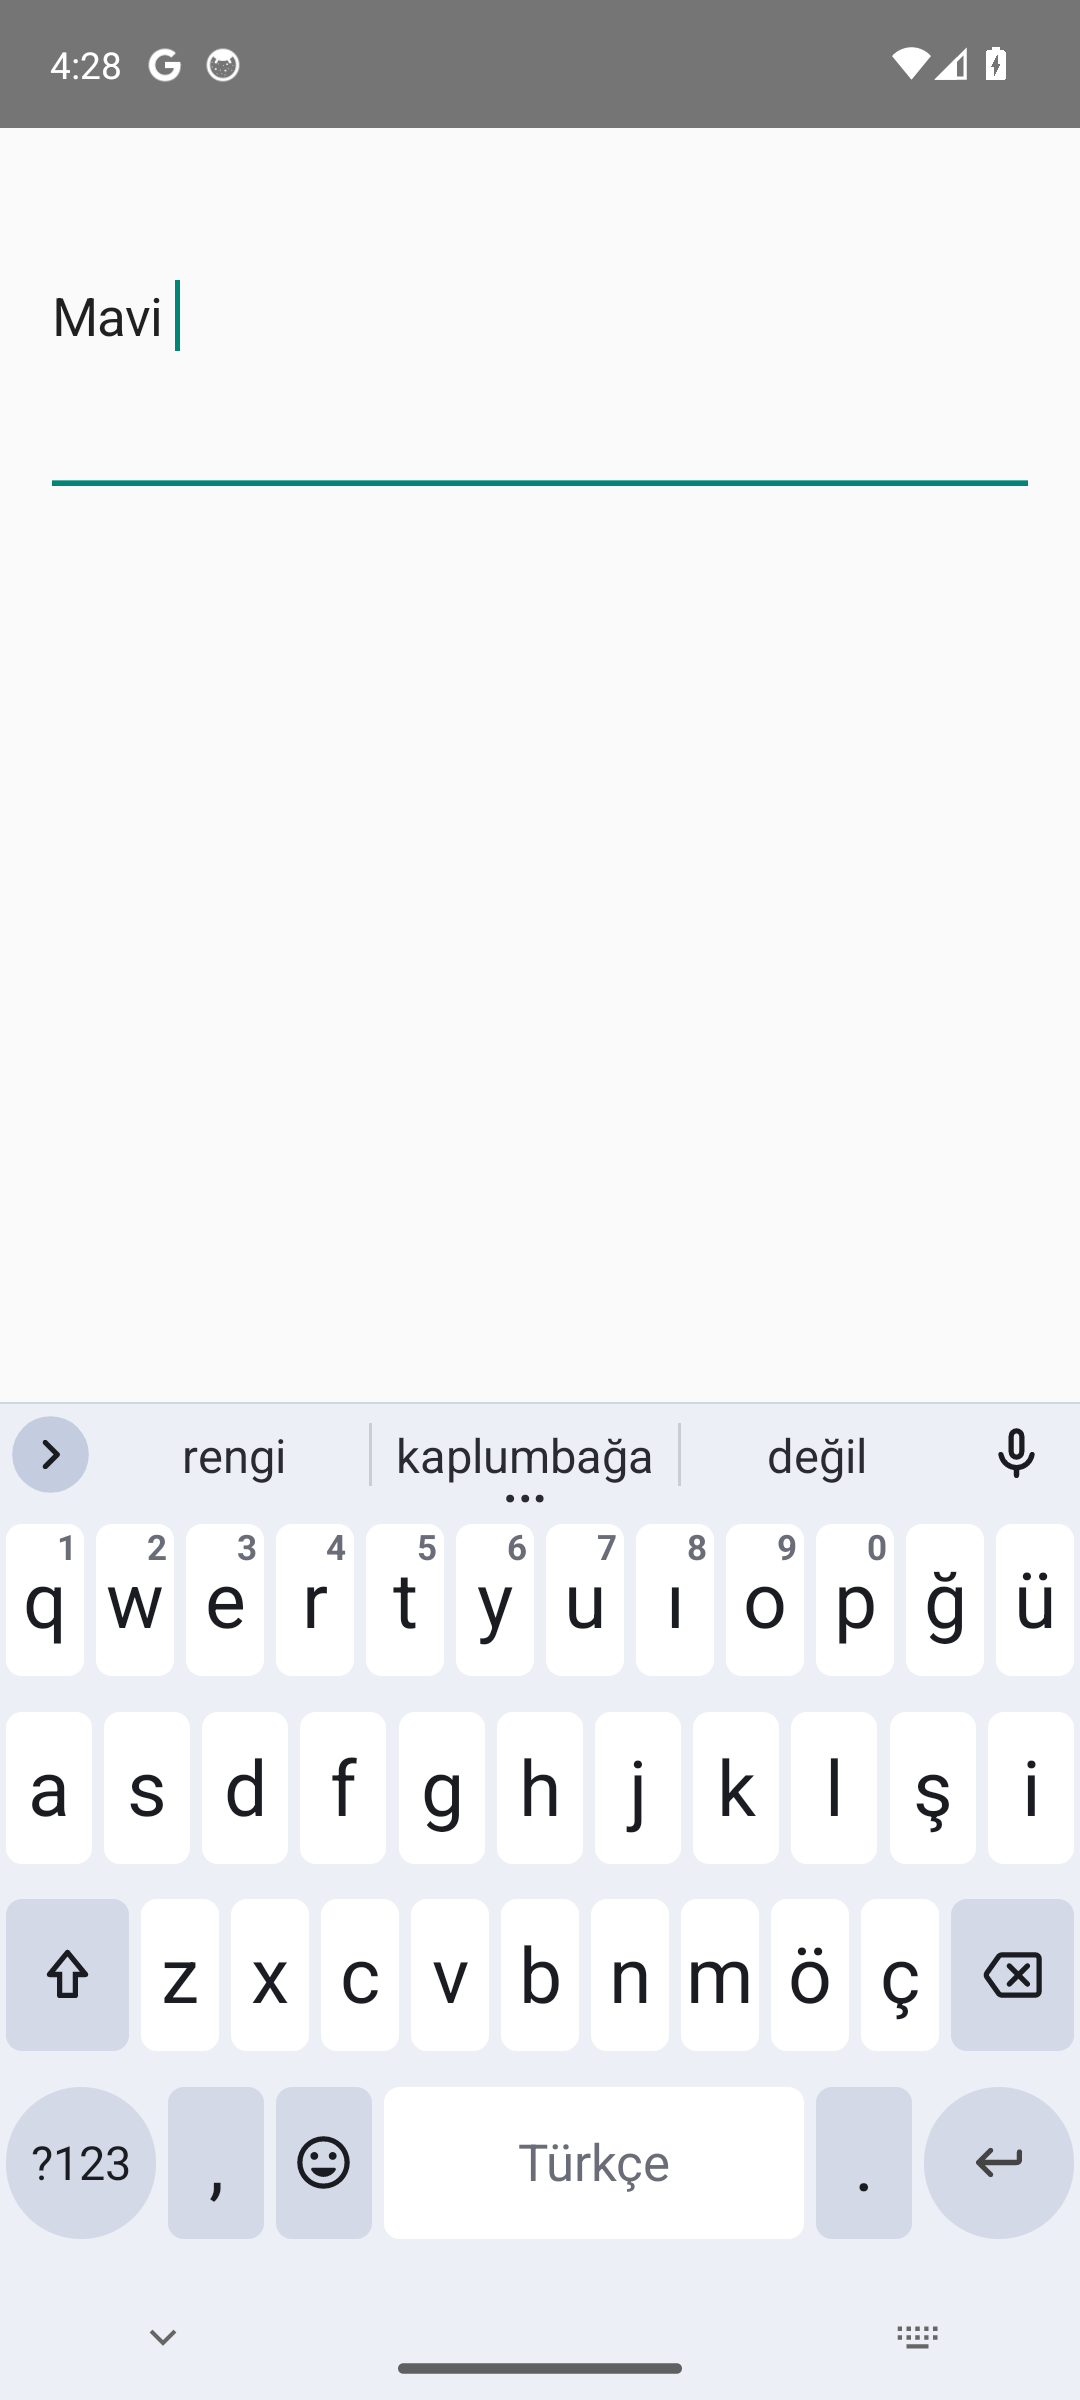 4:28
Mavi
rengi kaplumbağa değil
1 2 3 4 5 6 7 8 9 0
q w e r t y u ı o p ğ ü
a s d f g h j k l ş i
z x c v b n m ö ç
?123 , Türkçe .